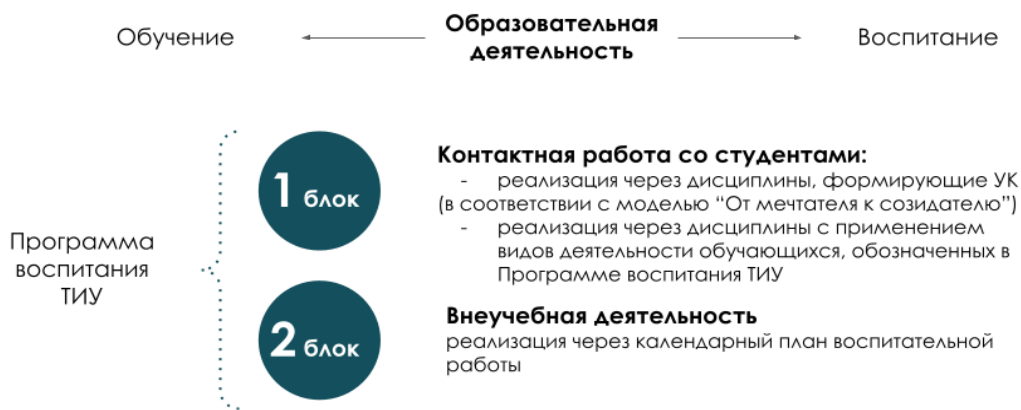 Обучение
Образовательная
деятельность
Воспитание
Программа
воспитания
ТИУ
1 блок
Контактная работа со студентами:
- реализация через дисциплины, формирующие УК
(в соответствии с моделью “От мечтателя к созидателю”)
- реализация через дисциплины с применением
видов деятельности обучающихся, обозначенных в
Программе воспитания ТИУ
2 блок
Внеучебная деятельность
реализация через календарный план воспитательной
работы